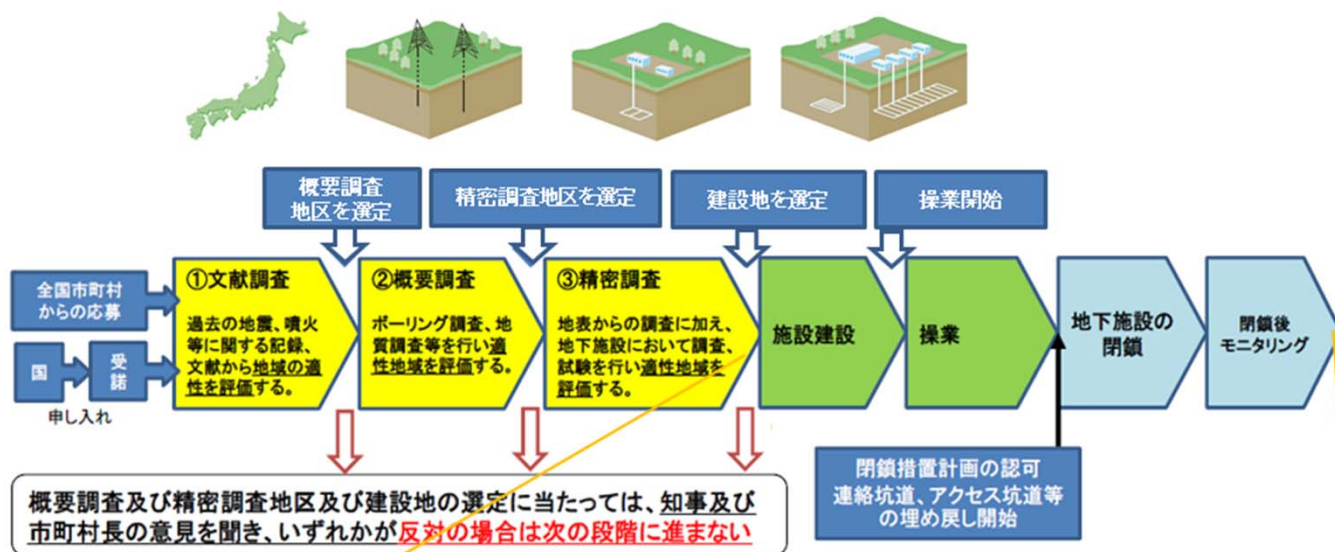 概要調査
地区を選定
精密調査地区を選定
建設地を選定
操業開始
全国市町村
からの応募
国
受
諾
申し入れ
①文献調査
過去の地震、噴火
等に関する記録、
文献から地域の適
性を評価する。
②概要調査
ボーリング調査、地
質調査等を行い適
性地域を評価する。
③精密調査
地表からの調査に加え、
地下施設において調査、
試験を行い適性地域を
評価する。
施設建設
操業
地下施設の
閉鎖
閉鎖後
モニタリング
概要調査及び精密調査地区及び建設地の選定に当たっては、知事及び
市町村長の意見を聞き、いずれかが反対の場合は次の段階に進まない
閉鎖措置計画の認可
連絡坑道、アクセス坑道等
の埋め戻し開始